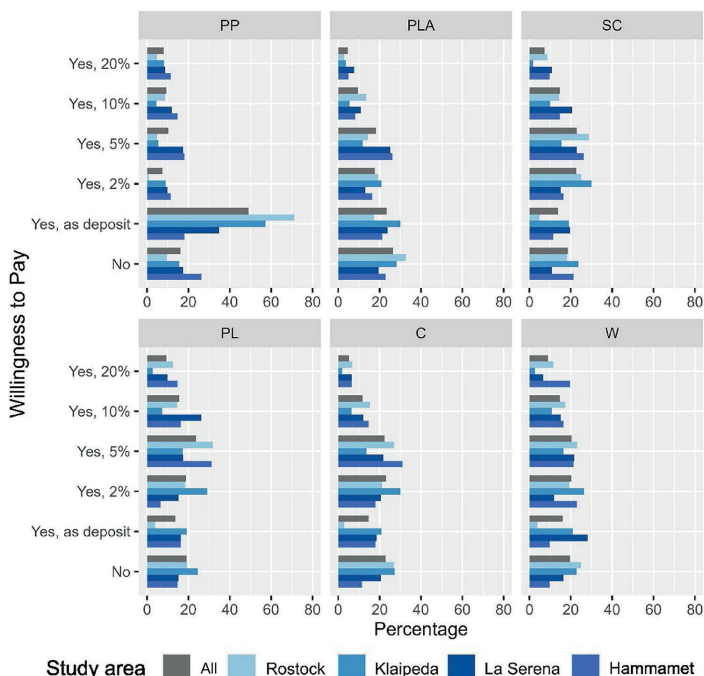 PP PLA SC
Yes, 20%
Yes, 10%
Yes, 5%
Yes, 2%
Yes, as deposit
No
0 20 40 60 80 0 20 40 60 80 0 20 40 60 80
Willingness to Pay
PL C W
Yes, 20%
Yes, 10%
Yes, 5%
Yes, 2%
Yes, as deposit
No
0 20 40 60 80 0 20 40 60 80 0 20 40 60 80
Percentage
Study area All Rostock Klaipeda La Serena Hammamet